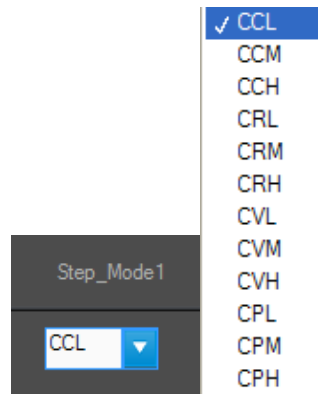 Step_Mode1
CCL
✓ CCL
CCM
CCH
CRL
CRM
CRH
CVL
CVM
CVH
CPL
CPM
CPH